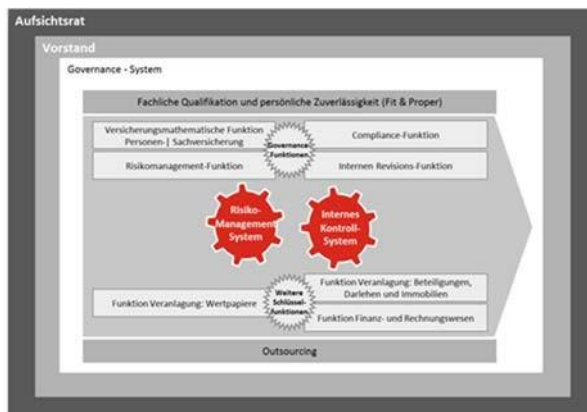 Aufsichtsrat
Vorstand
Governance - System
Fachliche Qualifikation und persönliche Zuverlässigkeit (Fit & Proper)
Versicherungsmathematische Funktion
Personen-| Sachversicherung
Governance-
Funktionen
Compliance-Funktion
Risikomanagement-Funktion
Internen Revisions-Funktion
Risiko-
Management
System
Internes
Kontroll-
System
Funktion Veranlagung: Wertpapiere
Weitere
Schlüssel-
funktionen
Funktion Veranlagung: Beteiligungen,
Darlehen und Immobilien
Funktion Finanz- und Rechnungswesen
Outsourcing